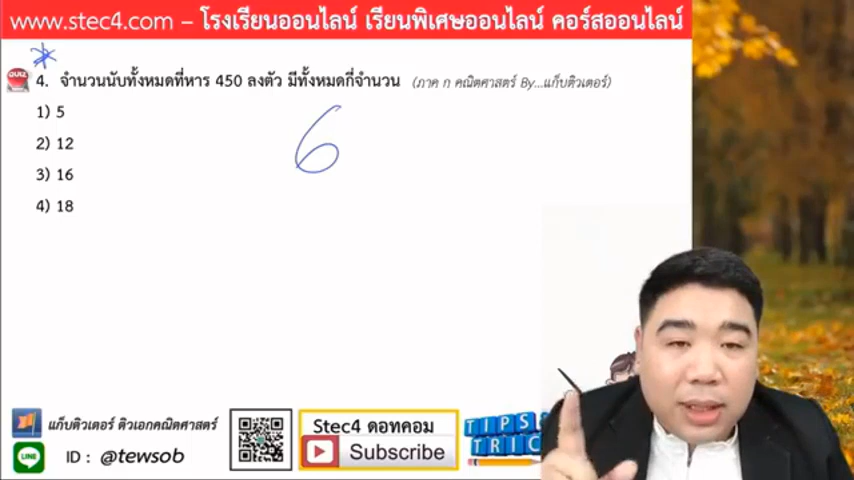 www.stec4.com – โรงเรียนออนไลน์ เรียนพิเศษออนไลน์ คอร์สออนไลน์
QUIZ 4. จำนวนนับทั้งหมดที่หาร 450 ลงตัว มีทั้งหมดกี่จำนวน (ภาค ก คณิตศาสตร์ By...แก็บติวเตอร์)
1) 5
2) 12
3) 16
4) 18
6
แก็บติวเตอร์ ติวเอกคณิตศาสตร์
LINE ID : @tewsob
Stec4 ดอทคอม
Subscribe
TIPS
TRIC